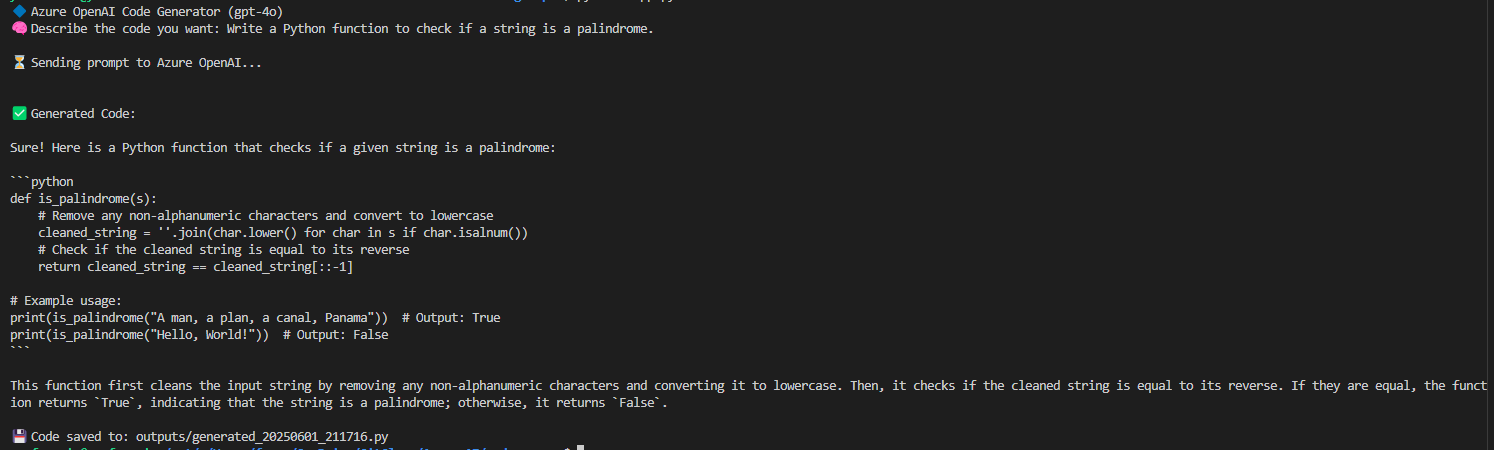 Azure OpenAI Code Generator (gpt-4o)
Describe the code you want: Write a Python function to check if a string is a palindrome.
Sending prompt to Azure OpenAI...
Generated Code:
Sure! Here is a Python function that checks if a given string is a palindrome:
```python
def is_palindrome(s):
    # Remove any non-alphanumeric characters and convert to lowercase
    cleaned_string = ''.join(char.lower() for char in s if char.isalnum())
    # Check if the cleaned string is equal to its reverse
    return cleaned_string == cleaned_string[::-1]
# Example usage:
print(is_palindrome("A man, a plan, a canal, Panama"))  # Output: True
print(is_palindrome("Hello, World!"))  # Output: False
```
This function first cleans the input string by removing any non-alphanumeric characters and converting it to lowercase. Then, it checks if the cleaned string is equal to its reverse. If they are equal, the funct
ion returns `True`, indicating that the string is a palindrome; otherwise, it returns `False`.
Code saved to: outputs/generated_20250601_211716.py